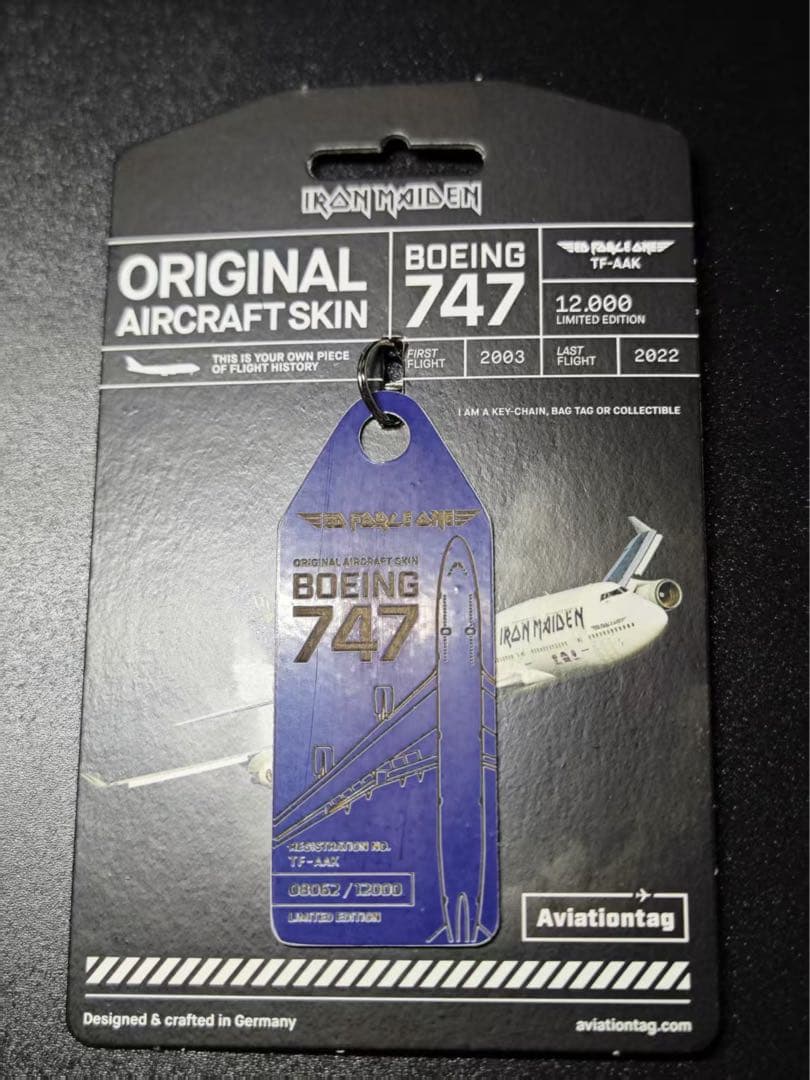 IRON MAIDEN
ORIGINAL
AIRCRAFT SKIN
BOEING
747
ED FORCE ONE
TF-AAK
12.000
LIMITED EDITION
THIS IS YOUR OWN PIECE
OF FLIGHT HISTORY
FIRST
FLIGHT
2003
LAST
FLIGHT
2022
I AM A KEY-CHAIN, BAG TAG OR COLLECTIBLE
ED FORCE ONE
ORIGINAL AIRCRAFT SKIN
BOEING
747
IRON MAIDEN
REGISTRATION NO.
TF-AAK
08062 / 12000
LIMITED EDITION
Aviationtag
Designed & crafted in Germany
aviationtag.com